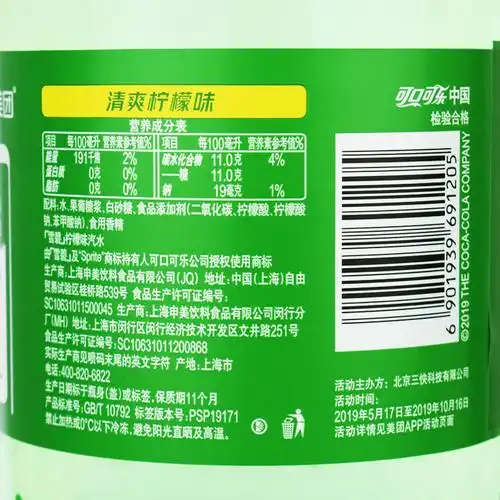 团
清爽柠檬味
营养成分表
项目 每100毫升 营养素参考值% 项目 每100毫升 营养素参考值%
能量 191千焦 2% 碳水化合物 11.0克 4%
蛋白质 0克 0% —糖 11.0克
脂肪 0克 0% 钠 19毫克 1%
配料：水，果葡糖浆，白砂糖，食品添加剂(二氧化碳，柠檬酸，柠檬酸
钠，苯甲酸钠)，食用香精
「雪碧」柠檬味汽水
由"雪碧"及"Sprite"商标持有人可口可乐公司授权使用商标
生产商：上海申美饮料食品有限公司(JQ) 地址：中国(上海)自由
贸易试验区桂桥路539号 食品生产许可证编号：
SC10631011500045 生产商：上海申美饮料食品有限公司闵行分
厂(MH) 地址：上海市闵行区闵行经济技术开发区文井路251号
食品生产许可证编号：SC10631011200868
实际生产商见喷码末尾的英文字符 产地：上海市
电话：400-820-6822
生产日期标于瓶身(盖)或标签，保质期11个月
产品标准号：GB/T 10792 标签版本号：PSP19171
禁止加热或0°C以下冷冻，避免阳光直晒及高温。
可口可乐 中国
检验合格
6 901939 691205
©2019 THE COCA-COLA COMPANY
活动主办方：北京三快科技有限公司
活动时间：
2019年5月17日至2019年10月16日
活动详情见美团APP活动页面